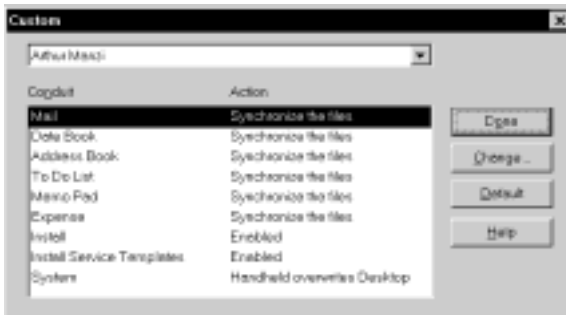 Custom
Conduit Action
Mail Synchronize the files
Date Book Synchronize the files
Address Book Synchronize the files
To Do List Synchronize the files
Memo Pad Synchronize the files
Expense Synchronize the files
Install Enabled
Install Service Templates Enabled
System Handheld overwrites Desktop
Done
Change...
Default
Help